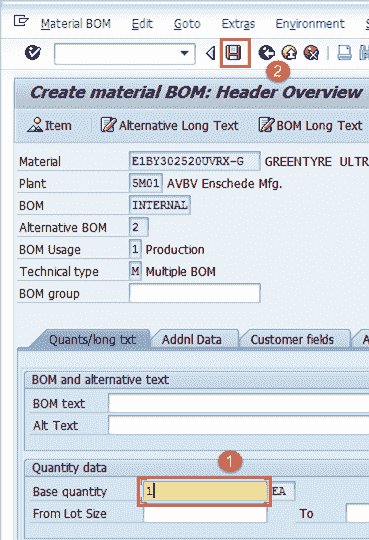 Material BOM Edit Goto Extras Environment
2
Create material BOM: Header Overview
Item Alternative Long Text BOM Long Text
Material E1BY302520UVRX-G GREENTYRE ULTR
Plant 5M01 AVBV Enschede Mfg.
BOM INTERNAL
Alternative BOM 2
BOM Usage 1 Production
Technical type M Multiple BOM
BOM group
Quants/long txt Addnl Data Customer fields A
BOM and alternative text
BOM text
Alt Text
1
Quantity data
Base quantity 1 EA
From Lot Size To